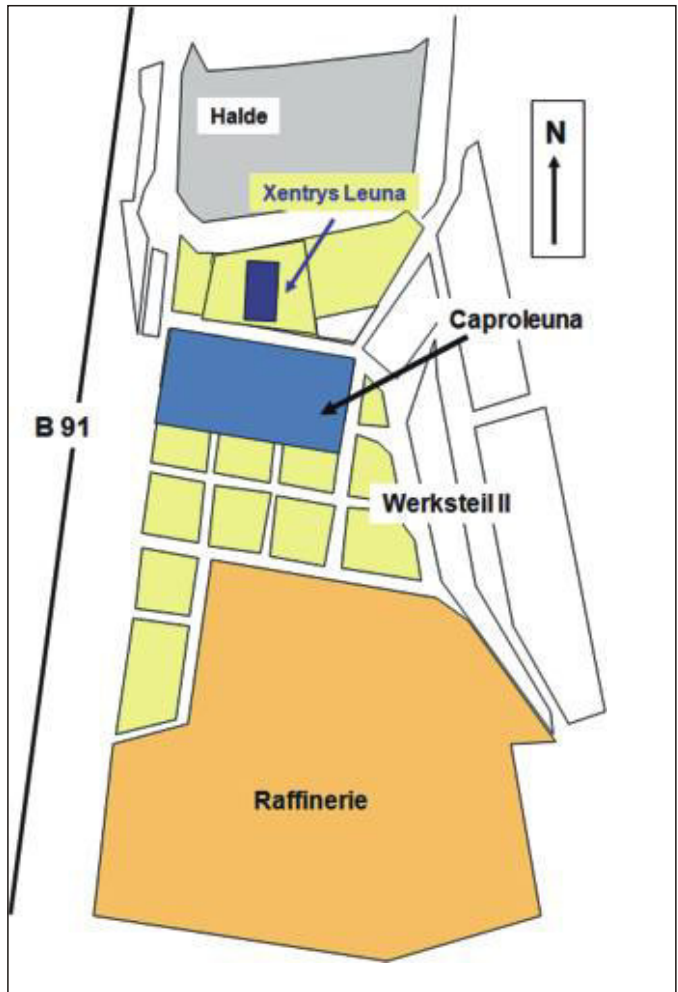 Halde
N
Xentrys Leuna
Caproleuna
B 91
Werksteil II
Raffinerie